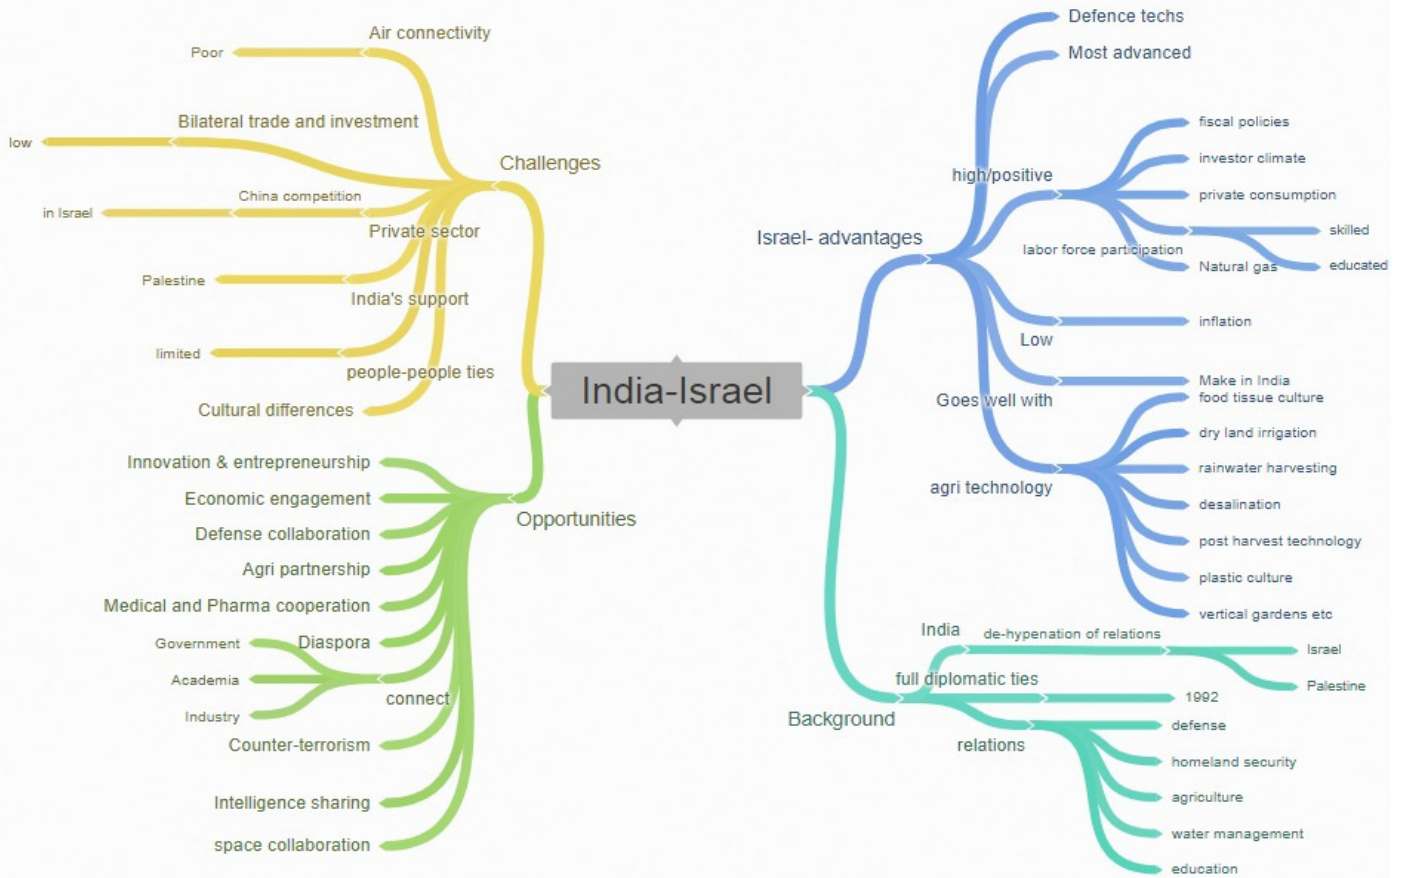 India-Israel
Challenges
Air connectivity
Poor
Bilateral trade and investment
low
China competition
in Israel
Private sector
Palestine
India's support
limited
people-people ties
Cultural differences
Opportunities
Innovation & entrepreneurship
Economic engagement
Defense collaboration
Agri partnership
Medical and Pharma cooperation
Diaspora
connect
Government
Academia
Industry
Counter-terrorism
Intelligence sharing
space collaboration
Israel- advantages
Defence techs
Most advanced
high/positive
fiscal policies
investor climate
private consumption
labor force participation
skilled
educated
Natural gas
Low
inflation
Goes well with
Make in India
agri technology
food tissue culture
dry land irrigation
rainwater harvesting
desalination
post harvest technology
plastic culture
vertical gardens etc
Background
India
de-hypenation of relations
Israel
Palestine
full diplomatic ties
1992
relations
defense
homeland security
agriculture
water management
education